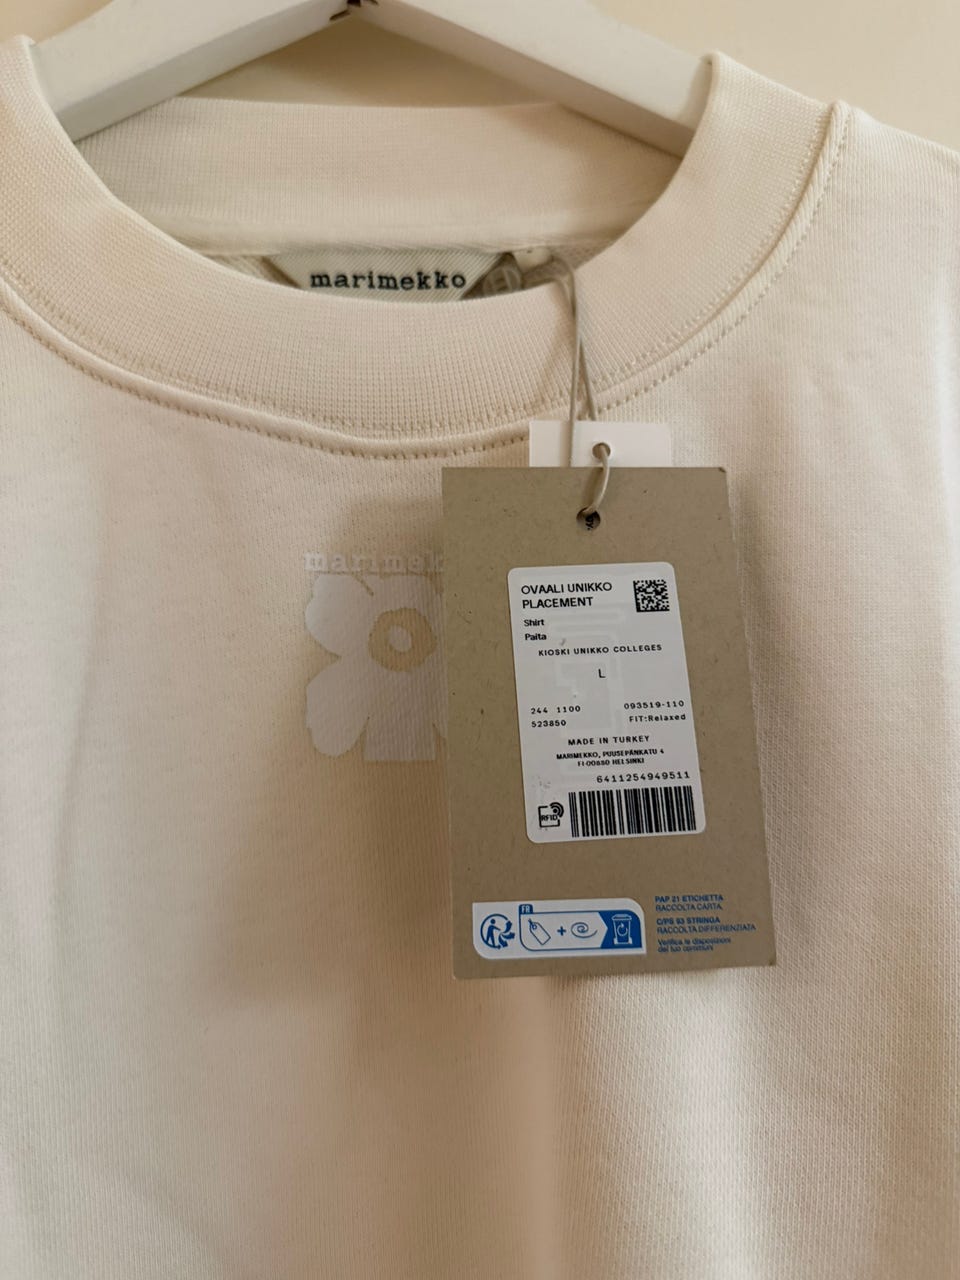 marimekko
marimek
OVAALI UNIKKO
PLACEMENT
Shirt
Paita
KIOSKI UNIKKO COLLEGES
L
244 1100 093519-110
523850 FIT:Relaxed
MADE IN TURKEY
MARIMEKKO, PUUSEPÄNKATU 4
FI-00880 HELSINKI
6411254949511
RFID
FR
PAP 21 ETICHETTA
RACCOLTA CARTA
C/PS 93 STRINGA
RACCOLTA DIFFERENZIATA
Verifica le disposizioni
del tuo comune